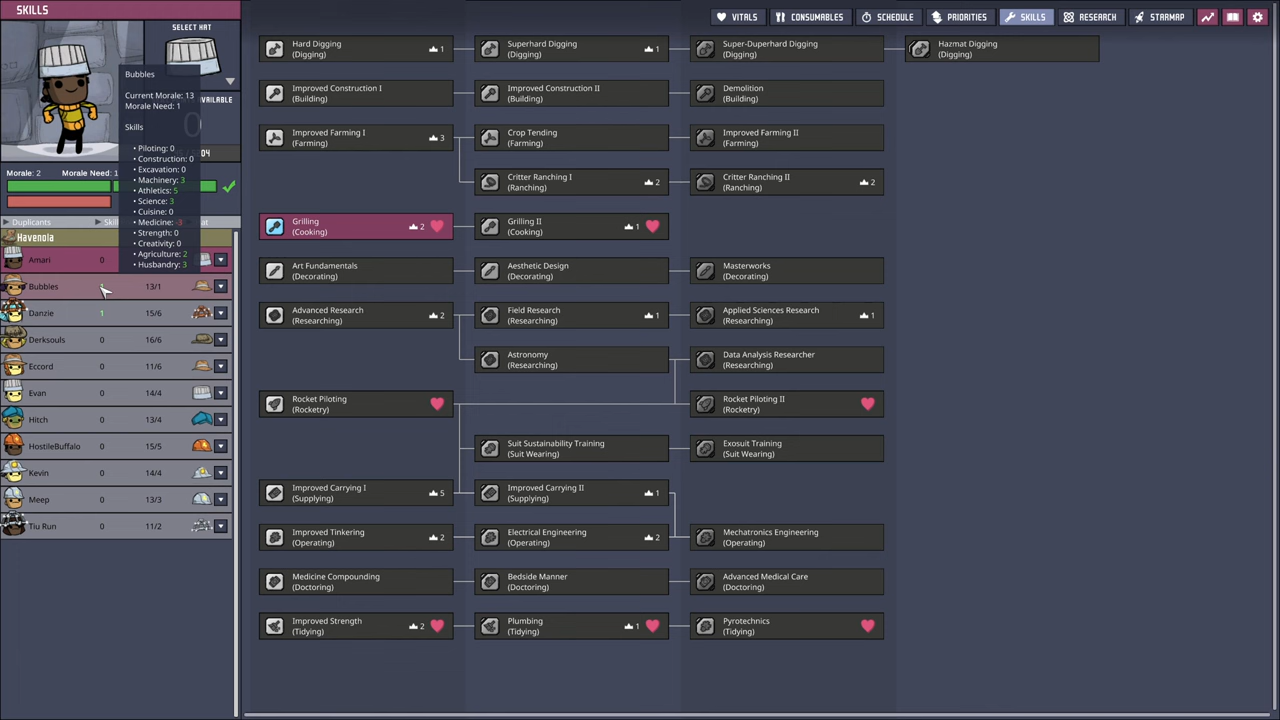 SKILLS
VITALS
CONSUMABLES
SCHEDULE
PRIORITIES
SKILLS
RESEARCH
STARMAP
SELECT HAT
Bubbles
Current Morale: 13
Morale Need: 1
Skills
• Piloting: 0
• Construction: 0
• Excavation: 0
• Machinery: 3
• Athletics: 5
• Science: 3
• Cuisine: 0
• Medicine: -3
• Strength: 0
• Creativity: 0
• Agriculture: 2
• Husbandry: 3
Morale: 2
Morale Need: 1
Duplicants
Havenola
Amari 0
Bubbles 13/1
Danzie 1 15/6
Derksouls 0 16/6
Eccord 0 11/6
Evan 0 14/4
Hitch 0 13/4
HostileBuffalo 0 15/5
Kevin 0 14/4
Meep 0 13/3
Tiu Run 0 11/2
Hard Digging
(Digging)
1
Superhard Digging
(Digging)
1
Super-Duperhard Digging
(Digging)
Hazmat Digging
(Digging)
Improved Construction I
(Building)
Improved Construction II
(Building)
Demolition
(Building)
Improved Farming I
(Farming)
3
Crop Tending
(Farming)
Improved Farming II
(Farming)
Critter Ranching I
(Ranching)
2
Critter Ranching II
(Ranching)
2
Grilling
(Cooking)
2
Grilling II
(Cooking)
1
Art Fundamentals
(Decorating)
Aesthetic Design
(Decorating)
Masterworks
(Decorating)
Advanced Research
(Researching)
2
Field Research
(Researching)
1
Applied Sciences Research
(Researching)
1
Astronomy
(Researching)
Data Analysis Researcher
(Researching)
Rocket Piloting
(Rocketry)
Rocket Piloting II
(Rocketry)
Suit Sustainability Training
(Suit Wearing)
Exosuit Training
(Suit Wearing)
Improved Carrying I
(Supplying)
5
Improved Carrying II
(Supplying)
1
Improved Tinkering
(Operating)
2
Electrical Engineering
(Operating)
2
Mechatronics Engineering
(Operating)
Medicine Compounding
(Doctoring)
Bedside Manner
(Doctoring)
Advanced Medical Care
(Doctoring)
Improved Strength
(Tidying)
2
Plumbing
(Tidying)
1
Pyrotechnics
(Tidying)